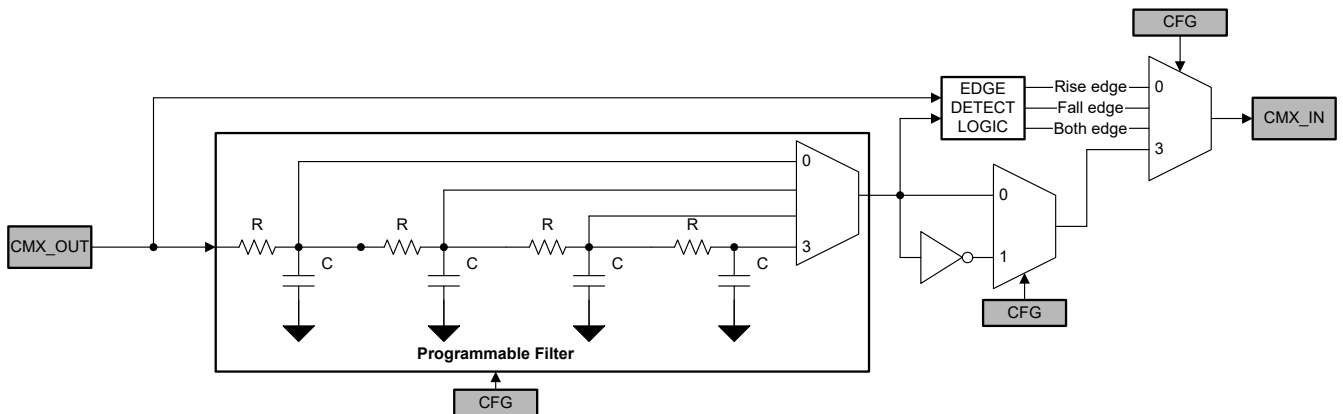 CFG
EDGE
DETECT
LOGIC
Rise edge
Fall edge
Both edge
0
3
CMX_IN
0
3
R
R
R
R
C
C
C
C
CMX_OUT
0
1
CFG
Programmable Filter
CFG